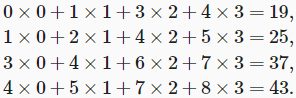 0 × 0 + 1 × 1 + 3 × 2 + 4 × 3 = 19,
1 × 0 + 2 × 1 + 4 × 2 + 5 × 3 = 25,
3 × 0 + 4 × 1 + 6 × 2 + 7 × 3 = 37,
4 × 0 + 5 × 1 + 7 × 2 + 8 × 3 = 43.